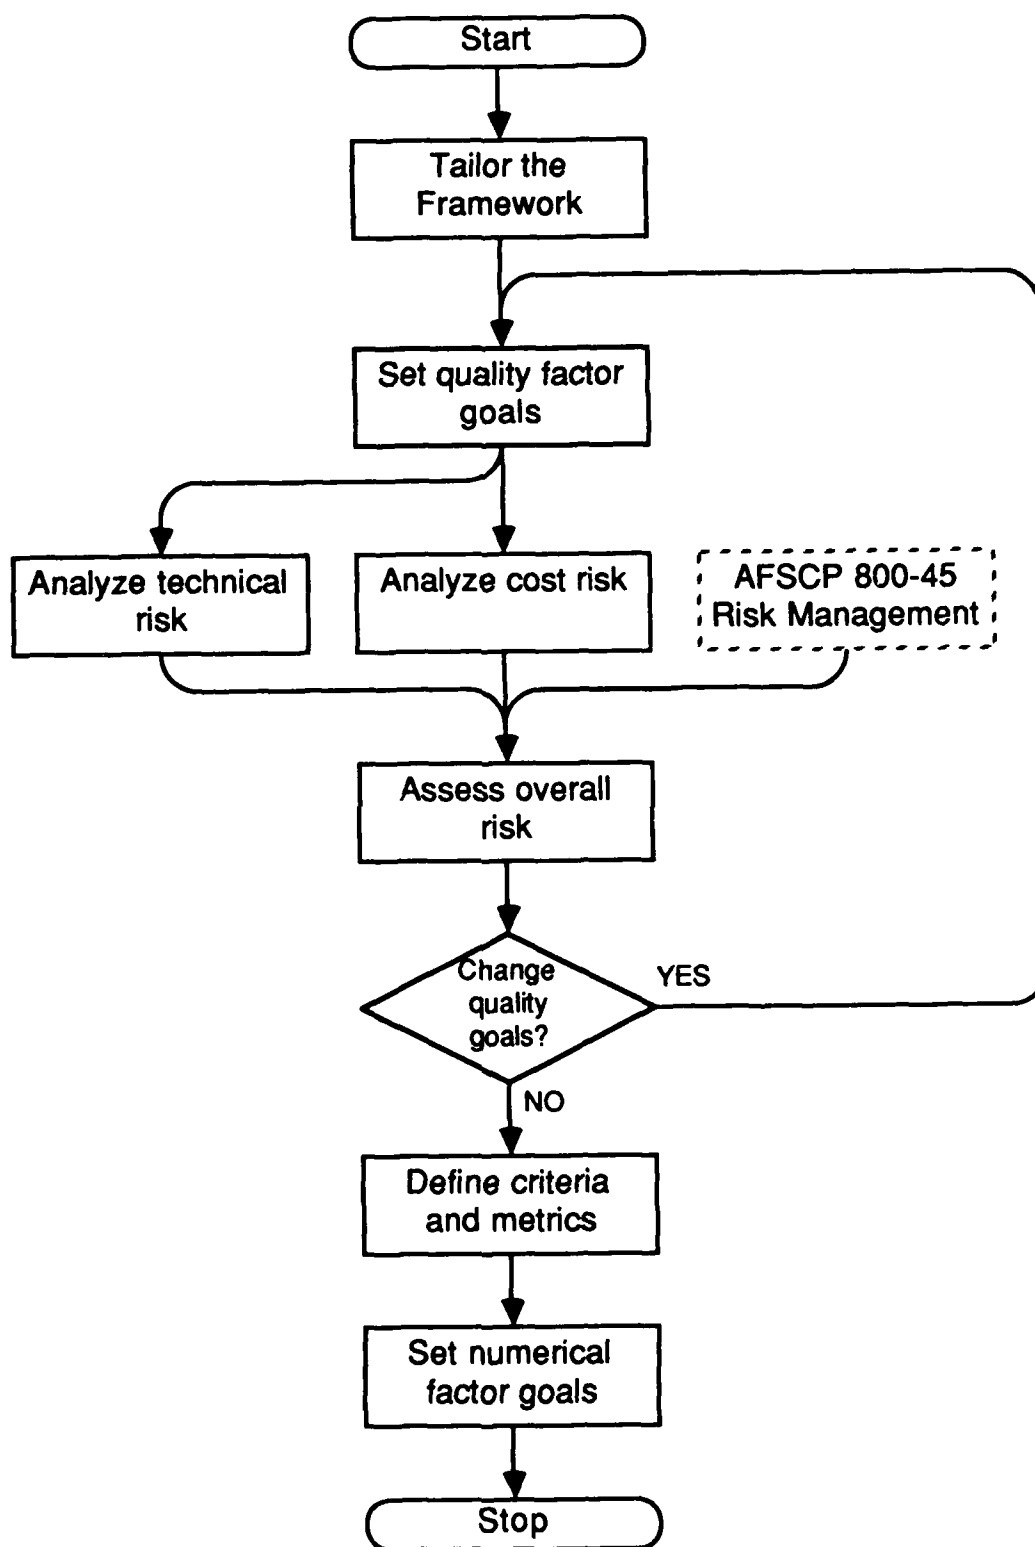 Start
Tailor the
Framework
Set quality factor
goals
Analyze technical
risk
Analyze cost risk
AFSCP 800-45
Risk Management
Assess overall
risk
Change
quality
goals?
YES
NO
Define criteria
and metrics
Set numerical
factor goals
Stop